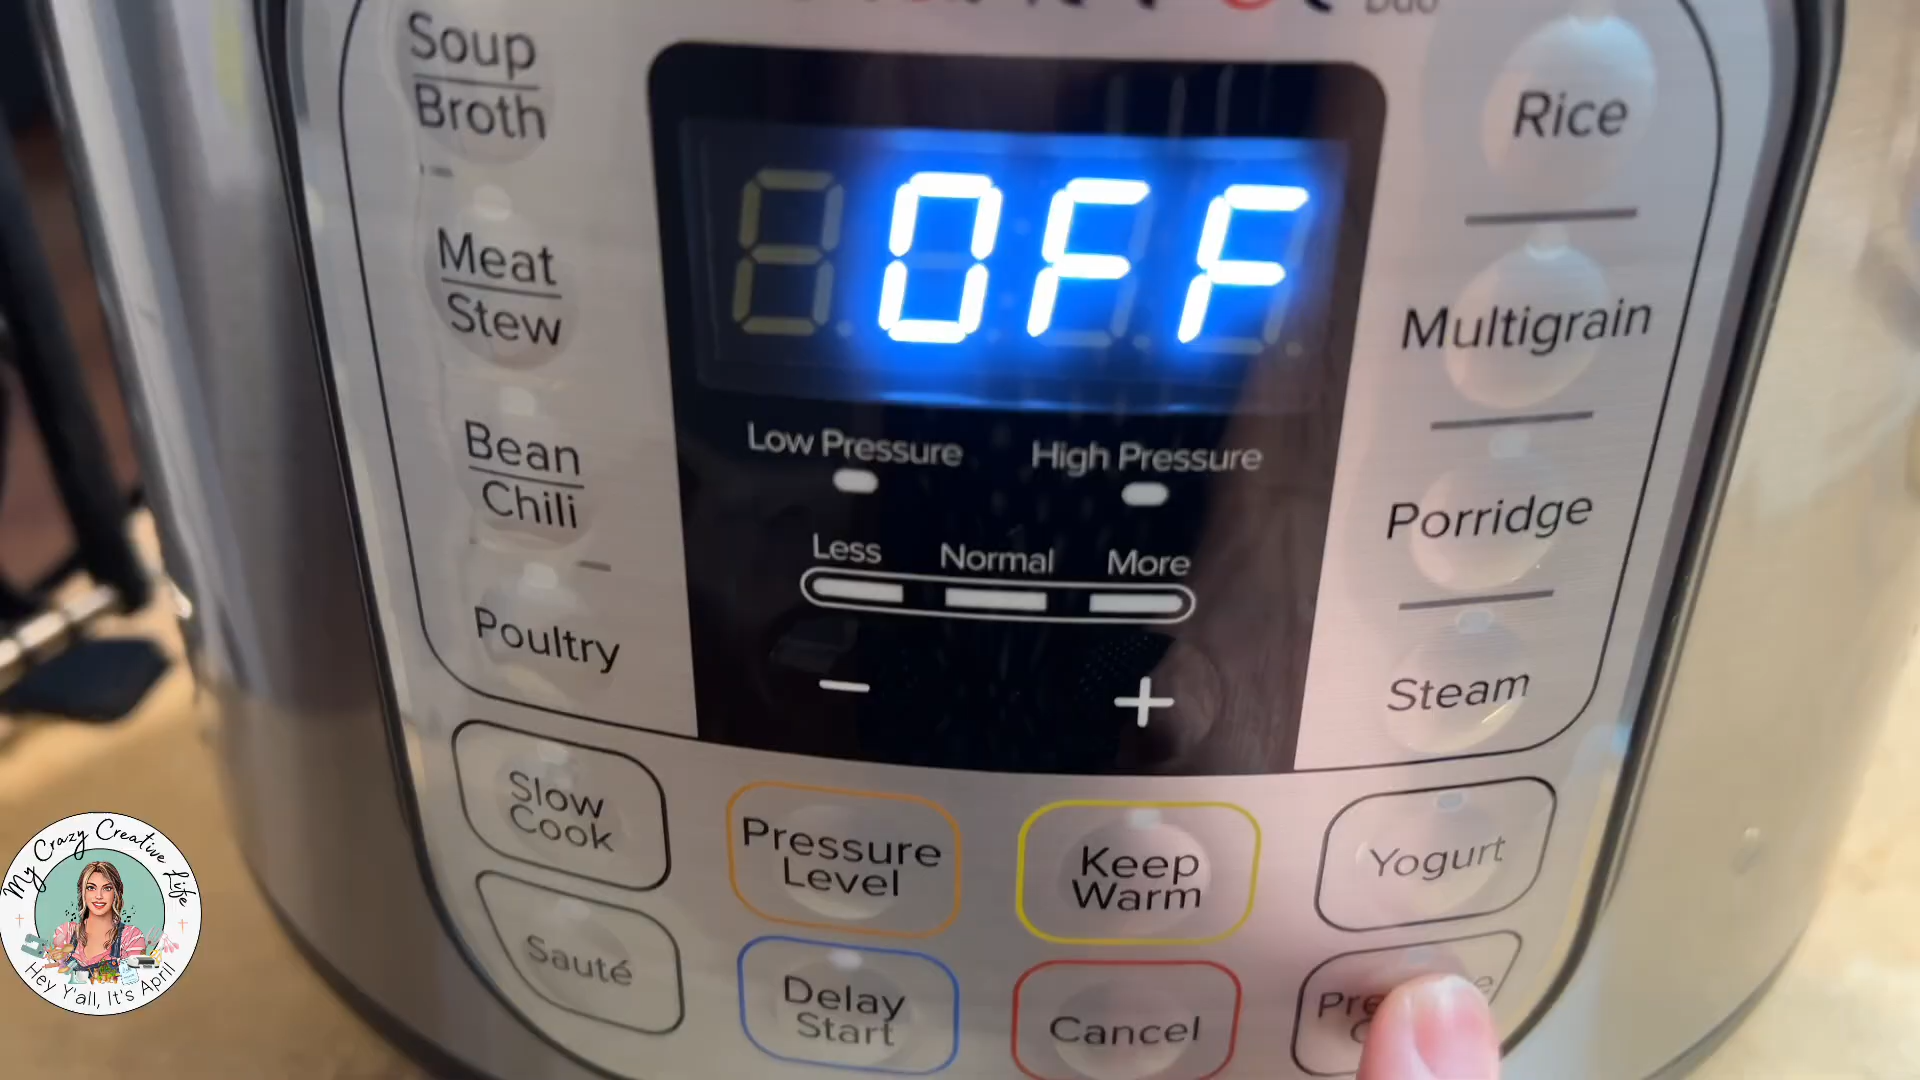 Duo
Soup
Broth
Meat
Stew
Bean
Chili
Poultry
OFF
Low Pressure
High Pressure
Less
Normal
More
−
+
Rice
Multigrain
Porridge
Steam
Slow
Cook
Pressure
Level
Keep
Warm
Yogurt
Sauté
Delay
Start
Cancel
My Crazy Creative Life
Hey Y'all, It's April